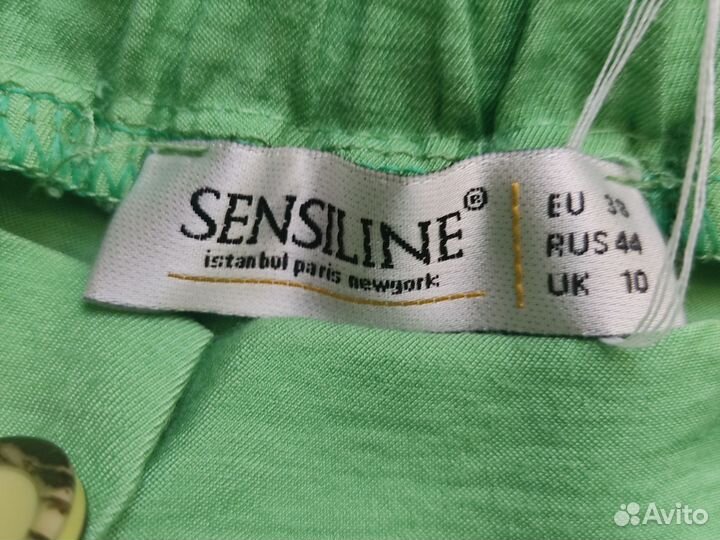 SENSILINE®
istanbul paris newyork
EU 38
RUS 44
UK 10
Avito